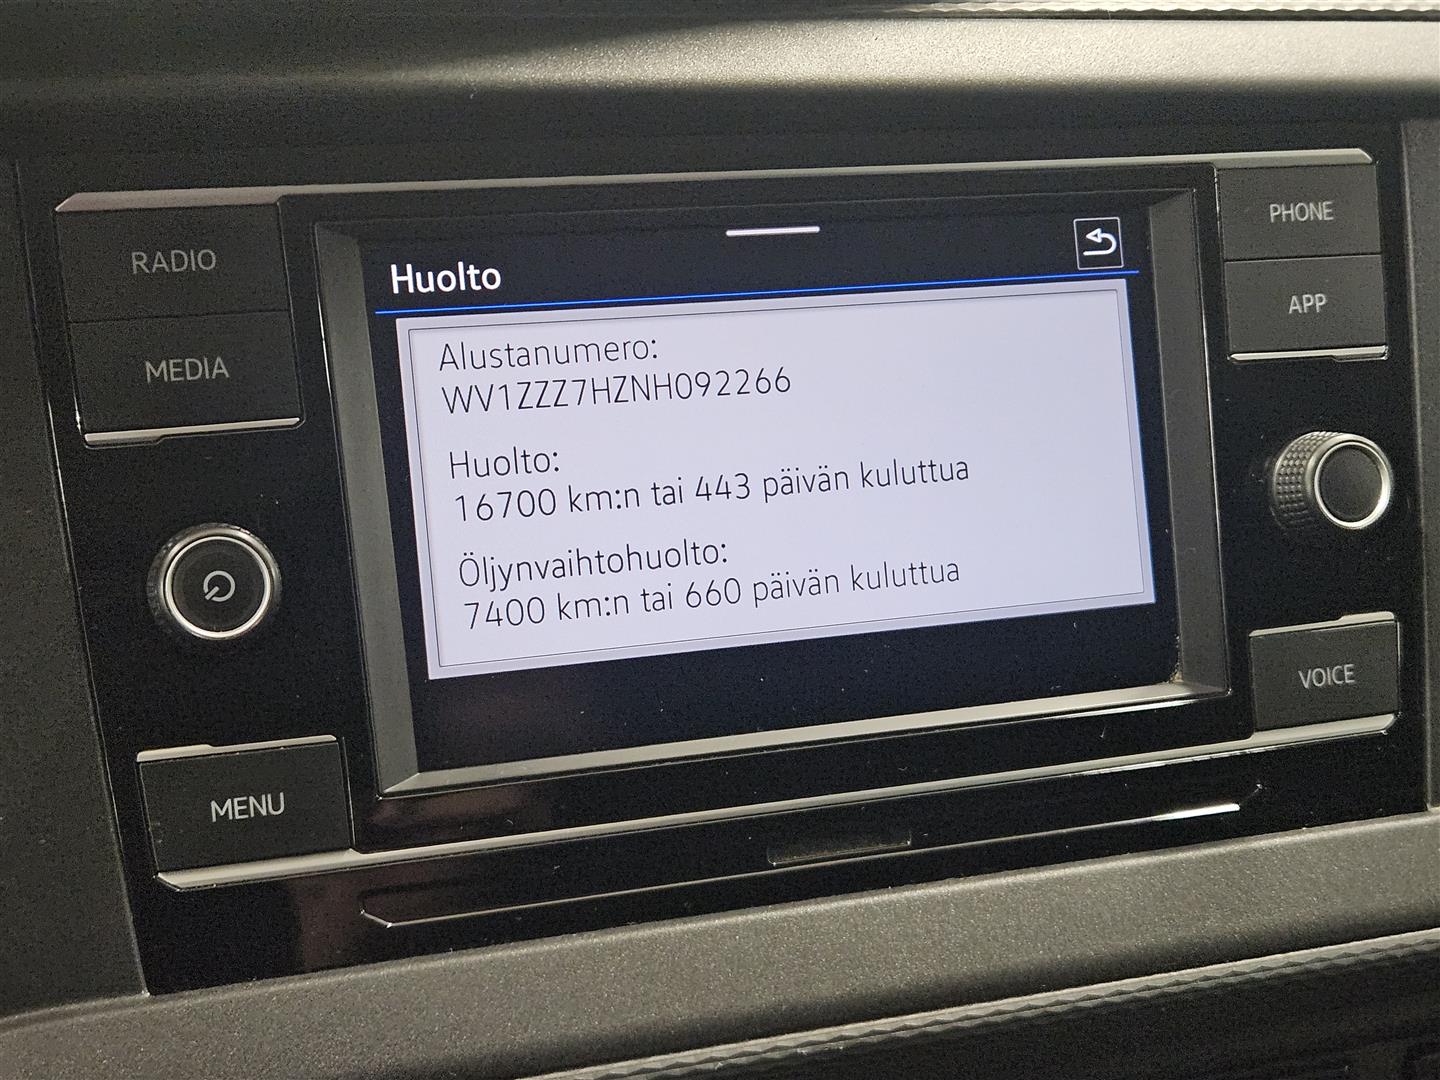 RADIO
MEDIA
MENU
Huolto
Alustanumero:
WV1ZZZ7HZNH092266
Huolto:
16700 km:n tai 443 päivän kuluttua
Öljynvaihtohuolto:
7400 km:n tai 660 päivän kuluttua
PHONE
APP
VOICE